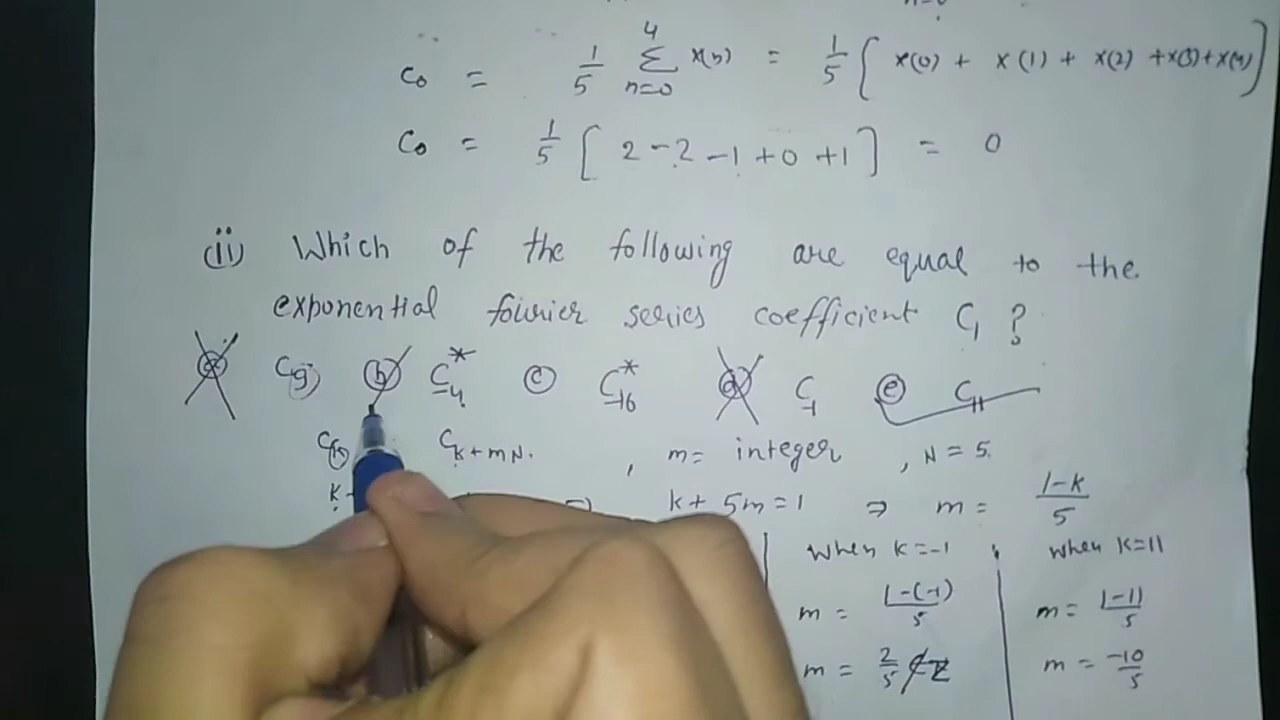 C₀ = 1/5 Σ_{n=0}^{4} x(n) = 1/5 [ x(0) + x(1) + x(2) + x(3) + x(4) ]
C₀ = 1/5 [ 2 - 2 - 1 + 0 + 1 ] = 0
(ii) Which of the following are equal to the
exponential fourier series coefficient C₁ ?
ⓐ C₉ ⓑ C₋₄* ⓒ C₋₁₆* ⓓ C₋₁ ⓔ C₁₁
C_k C_{k+mN} , m = integer , N = 5
k k + 5m = 1 ⇒ m = (1-k)/5
when k = -1 when k = 11
m = (1-(-1))/5 m = (1-11)/5
m = 2/5 ∉ Z m = -10/5